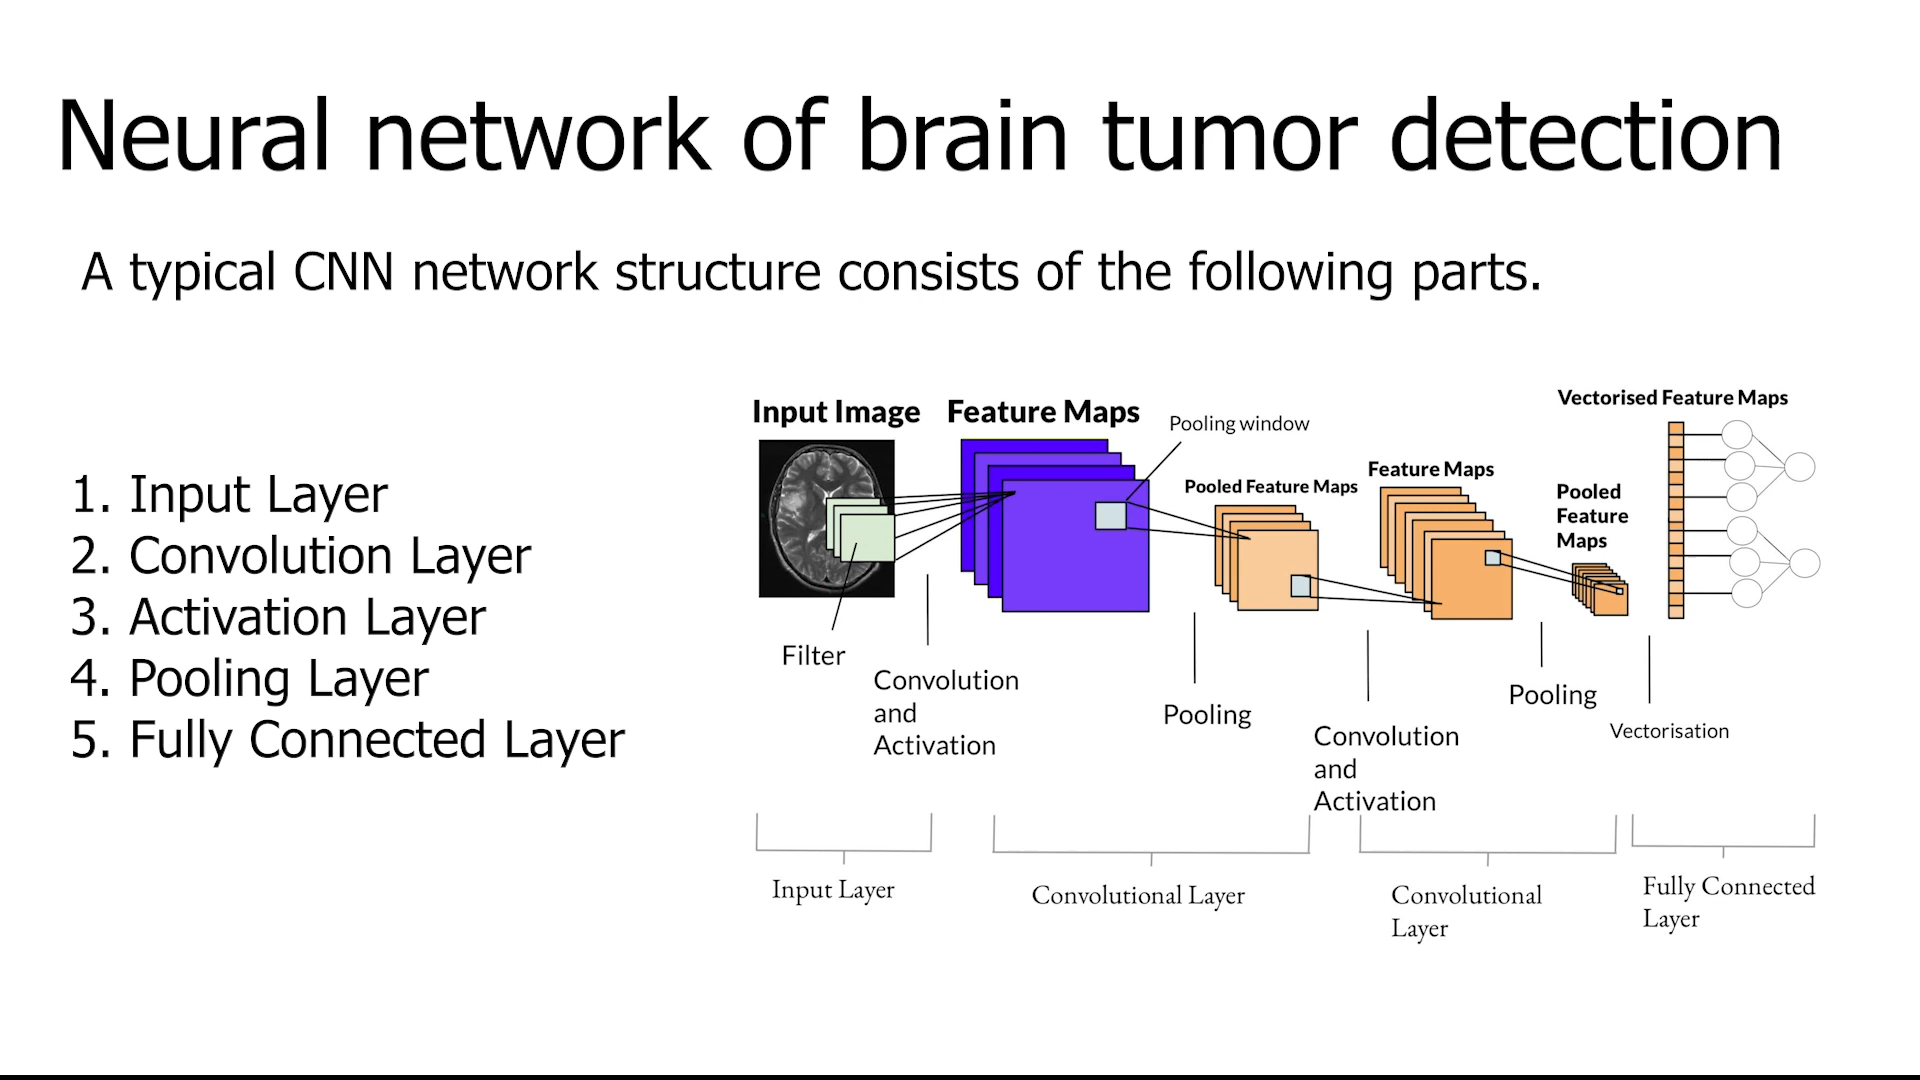 Neural network of brain tumor detection
A typical CNN network structure consists of the following parts.
1. Input Layer
2. Convolution Layer
3. Activation Layer
4. Pooling Layer
5. Fully Connected Layer
Input Image
Feature Maps
Pooling window
Pooled Feature Maps
Feature Maps
Pooled
Feature
Maps
Vectorised Feature Maps
Filter
Convolution
and
Activation
Pooling
Convolution
and
Activation
Pooling
Vectorisation
Input Layer
Convolutional Layer
Convolutional
Layer
Fully Connected
Layer